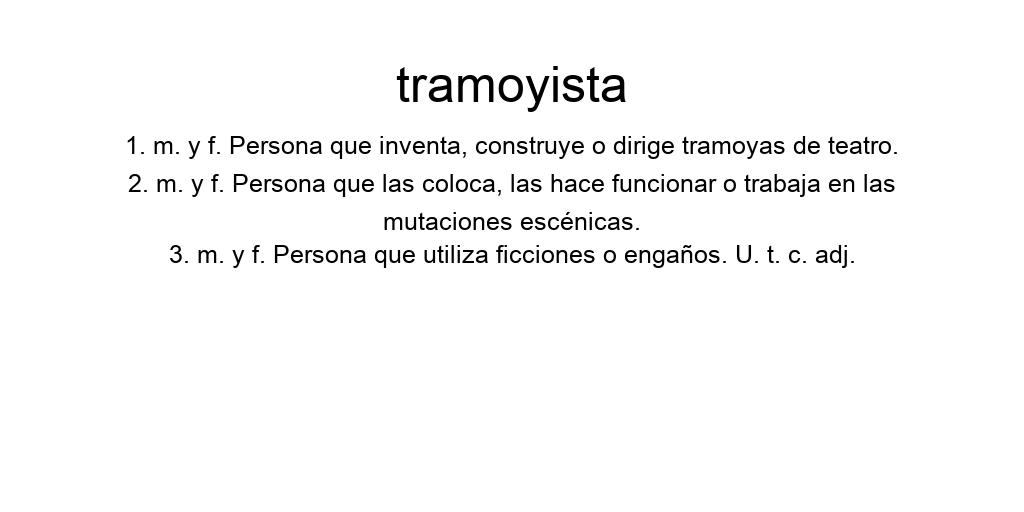 tramoyista
1. m. y f. Persona que inventa, construye o dirige tramoyas de teatro.
2. m. y f. Persona que las coloca, las hace funcionar o trabaja en las
mutaciones escénicas.
3. m. y f. Persona que utiliza ficciones o engaños. U. t. c. adj.